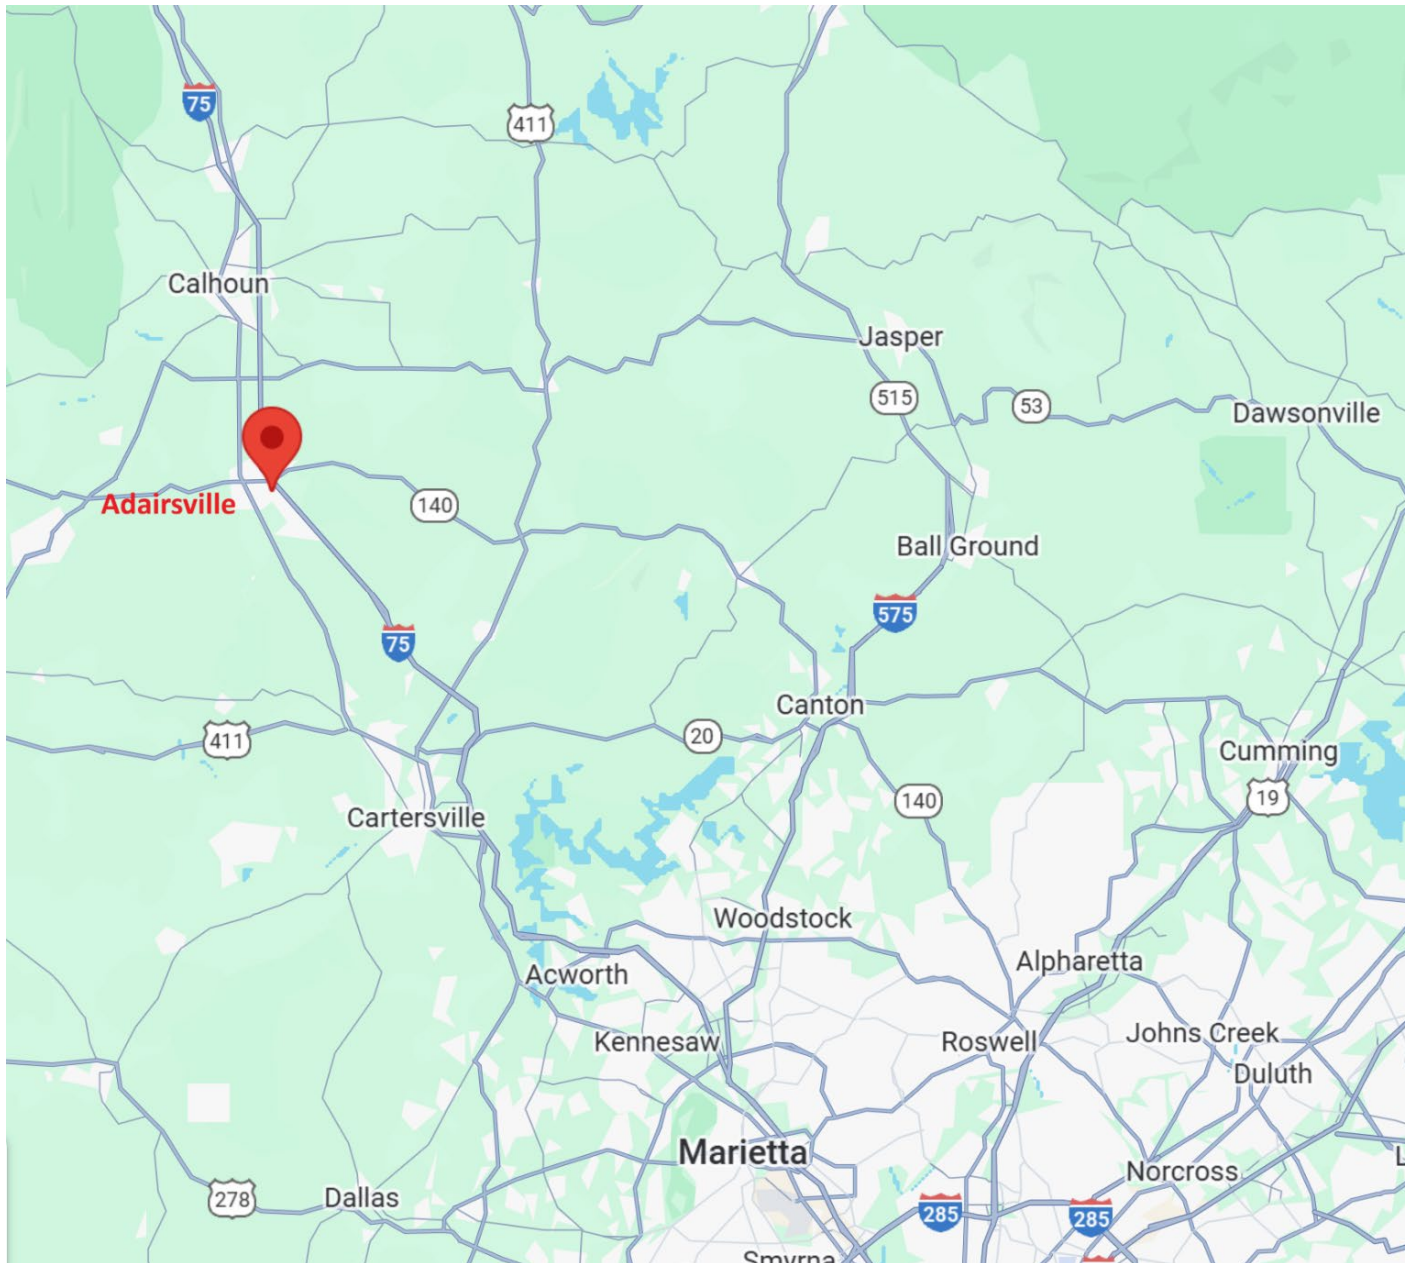 75
411
Calhoun
Jasper
515
53
Dawsonville
Adairsville
140
Ball Ground
575
75
Canton
411
20
Cumming
140
19
Cartersville
Woodstock
Alpharetta
Acworth
Kennesaw
Roswell
Johns Creek
Duluth
Marietta
Norcross
L
278
Dallas
285
285
Smyrna